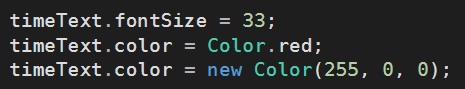 timeText.fontSize = 33;
timeText.color = Color.red;
timeText.color = new Color(255, 0, 0);